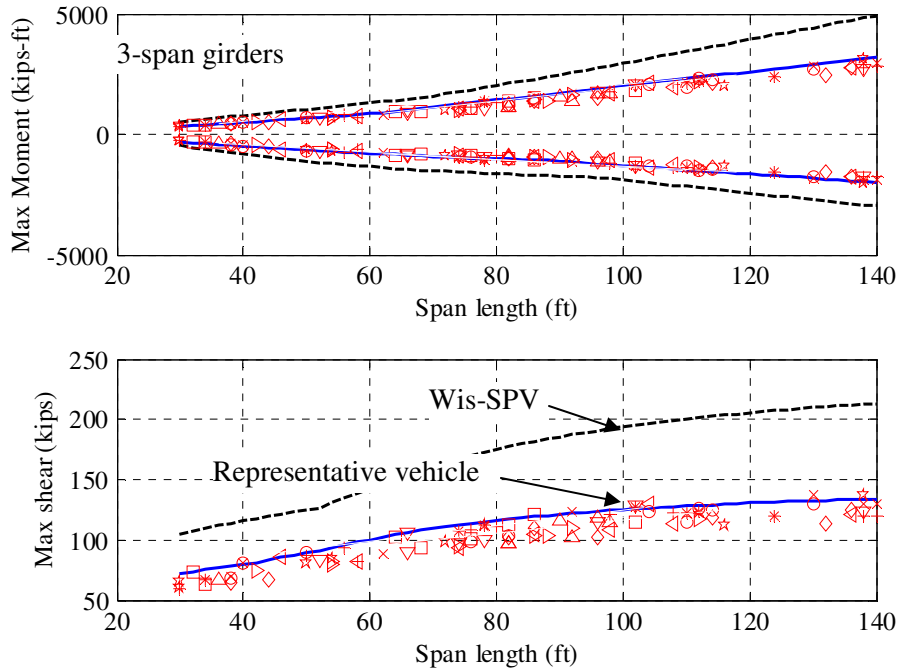 5000
3-span girders
0
-5000
Max Moment (kips-ft)
20 40 60 80 100 120 140
Span length (ft)
250
200
150
100
50
Max shear (kips)
Wis-SPV
Representative vehicle
20 40 60 80 100 120 140
Span length (ft)